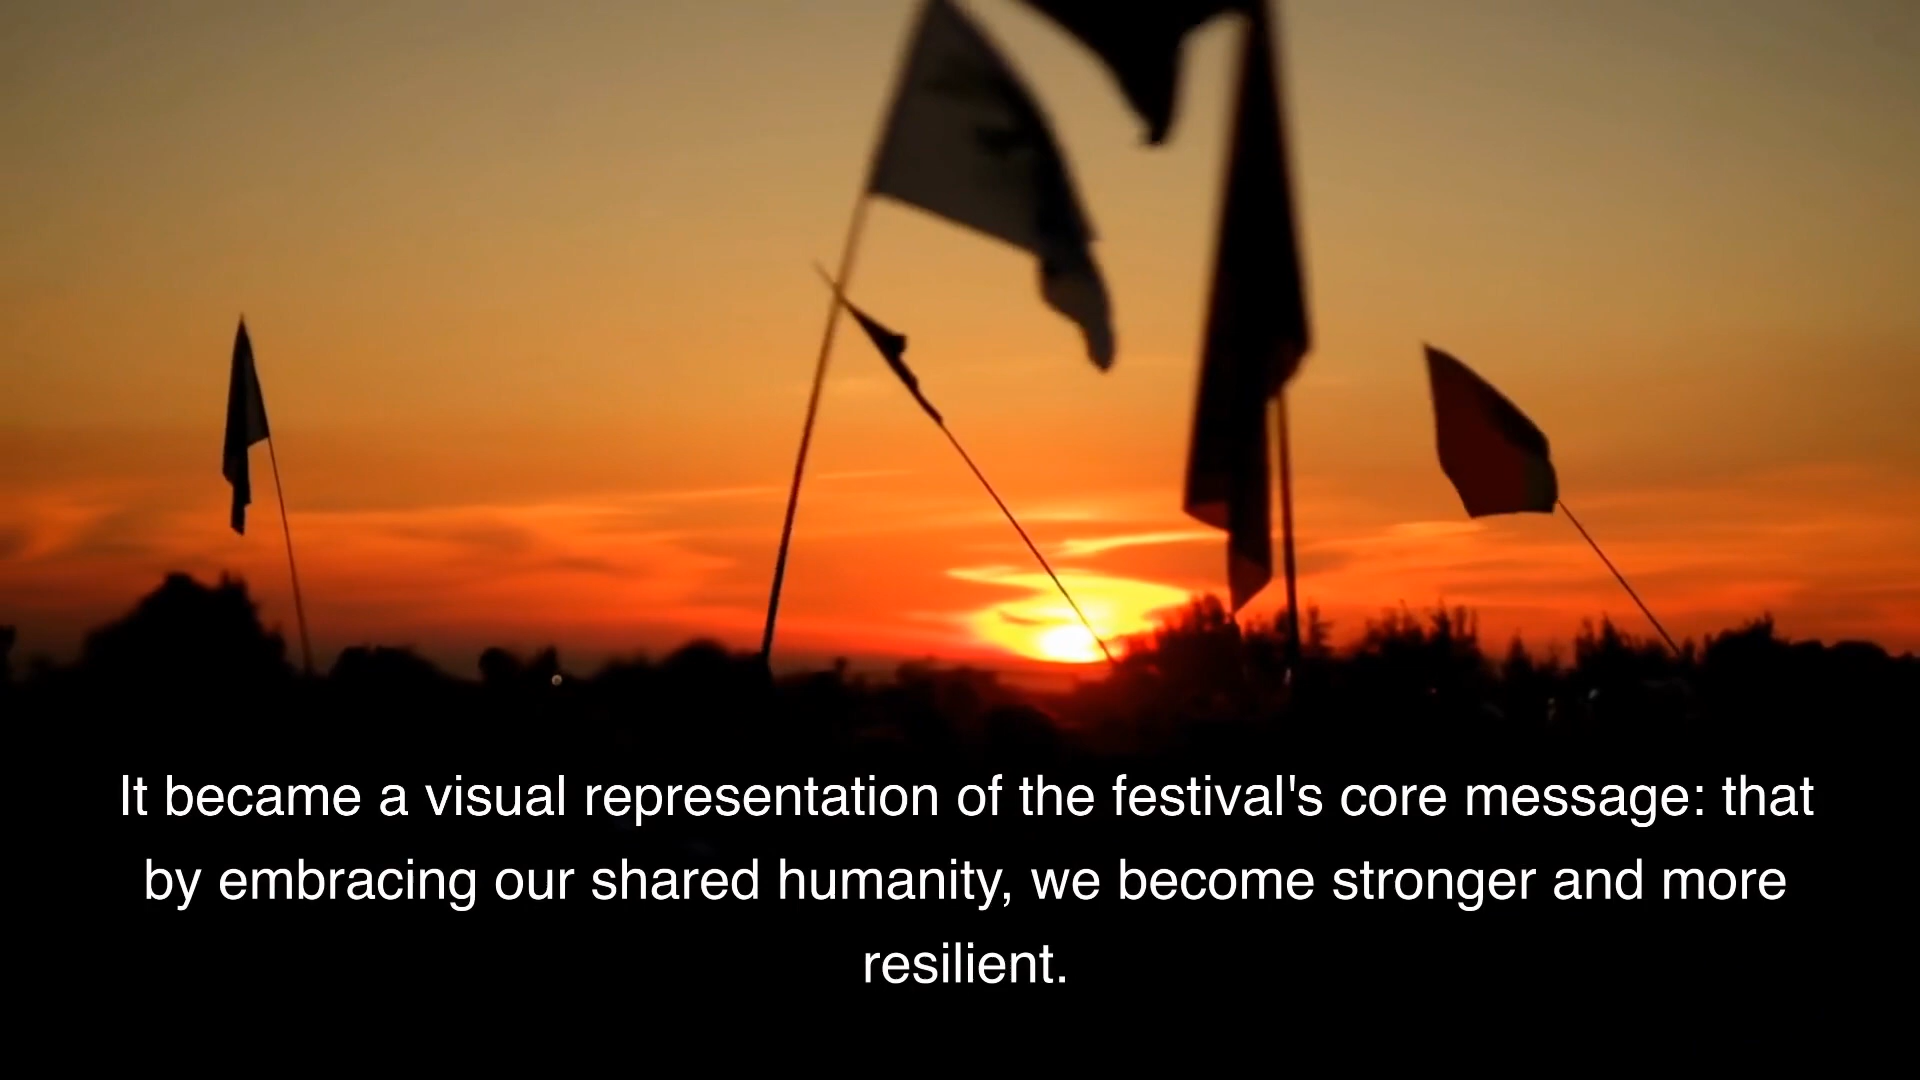 It became a visual representation of the festival's core message: that
by embracing our shared humanity, we become stronger and more
resilient.